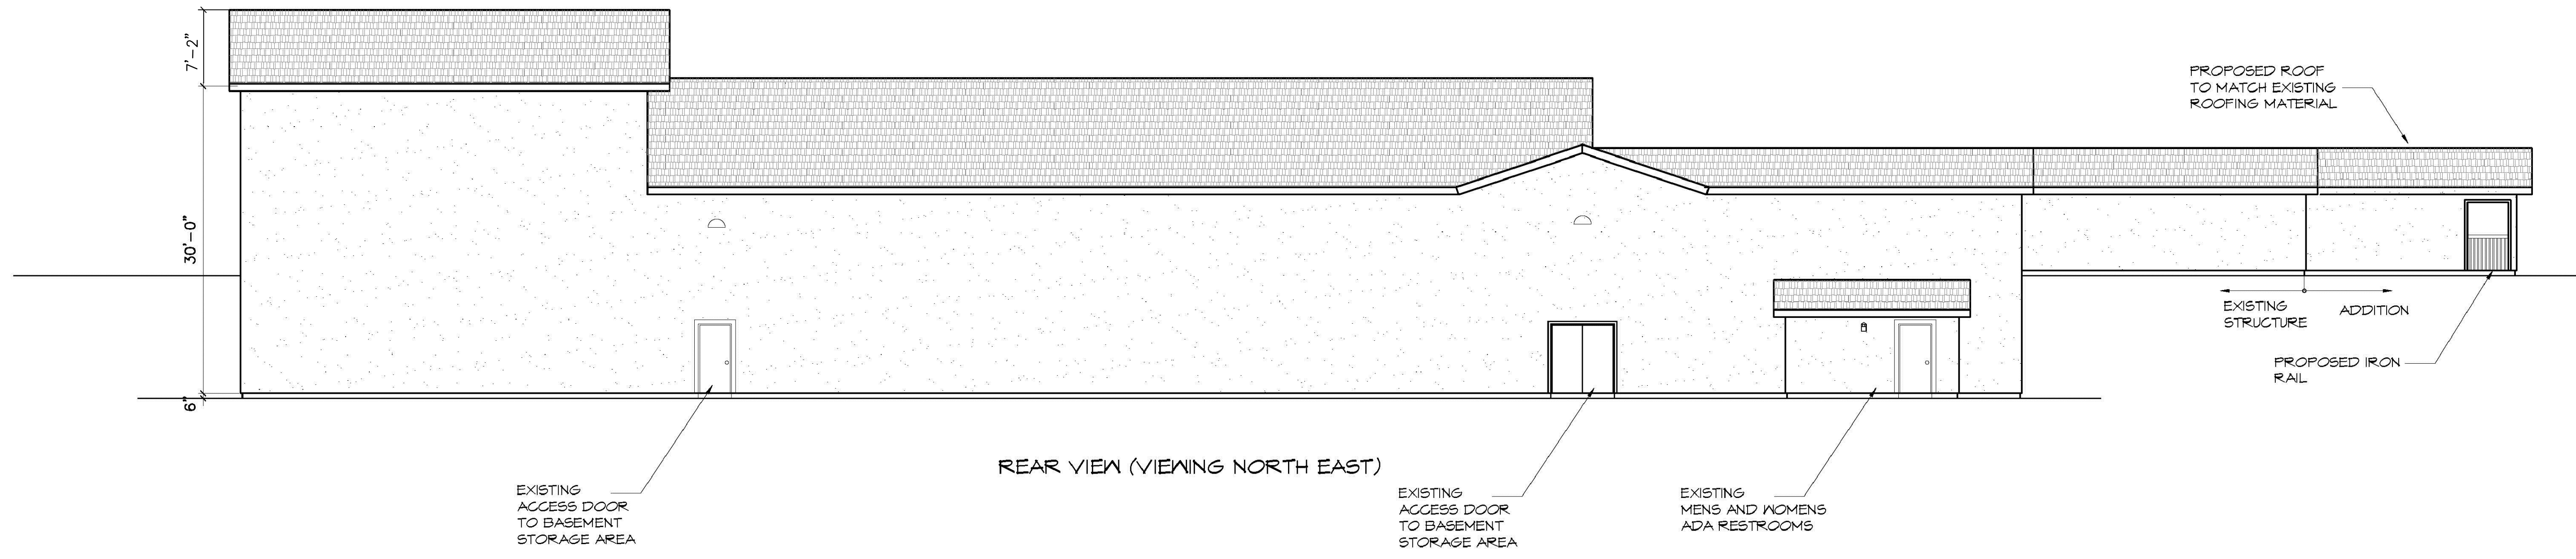 7'-2"
30'-0"
6"
PROPOSED ROOF
TO MATCH EXISTING
ROOFING MATERIAL
EXISTING
STRUCTURE
ADDITION
PROPOSED IRON
RAIL
REAR VIEW (VIEWING NORTH EAST)
EXISTING
ACCESS DOOR
TO BASEMENT
STORAGE AREA
EXISTING
ACCESS DOOR
TO BASEMENT
STORAGE AREA
EXISTING
MENS AND WOMENS
ADA RESTROOMS